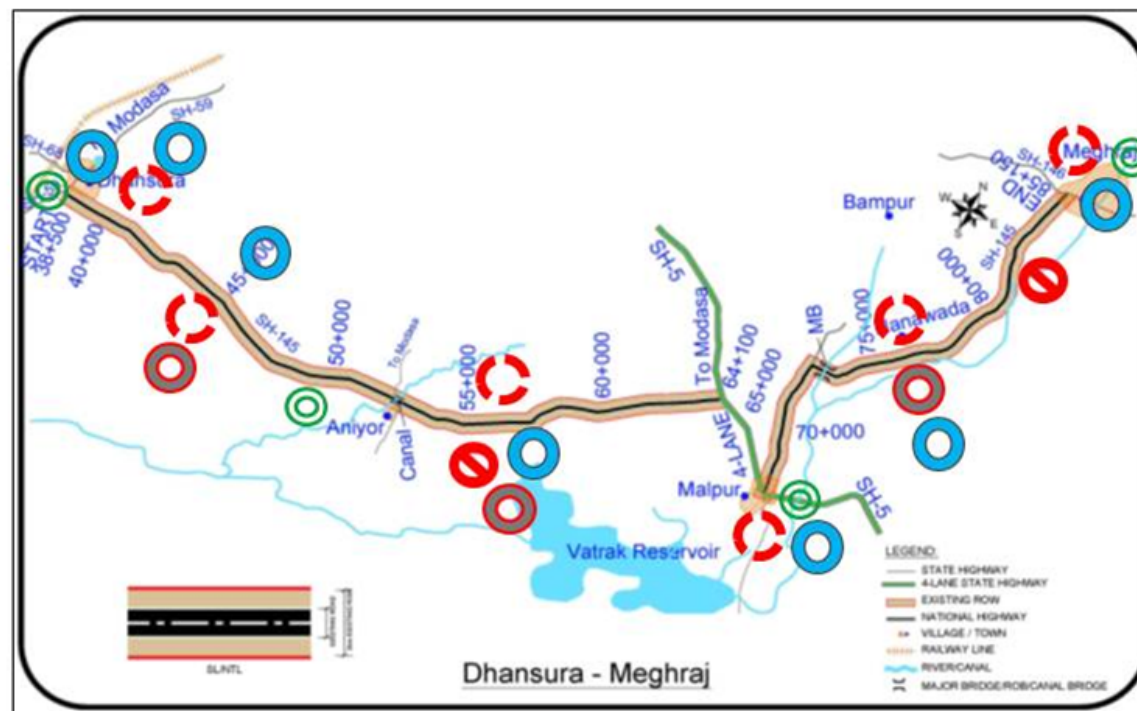 To Modasa
SH-59
SH-68
Dhansura
START
38+500
40+000
SH-145
50+000
To Modasa
Aniyor
Canal
55+000
60+000
SH-5
To Modasa
64+100
4-LANE
65+000
Malpur
SH-5
70+000
MB
75+000
80+000
SH-145
END
85+150
SH-146
Meghraj
Bampur
N
W
E
S
Vatrak Reservoir
LEGEND:
STATE HIGHWAY
4-LANE STATE HIGHWAY
EXISTING ROW
NATIONAL HIGHWAY
VILLAGE / TOWN
RAILWAY LINE
RIVER/CANAL
MAJOR BRIDGE/ROB/CANAL BRIDGE
Dhansura - Meghraj